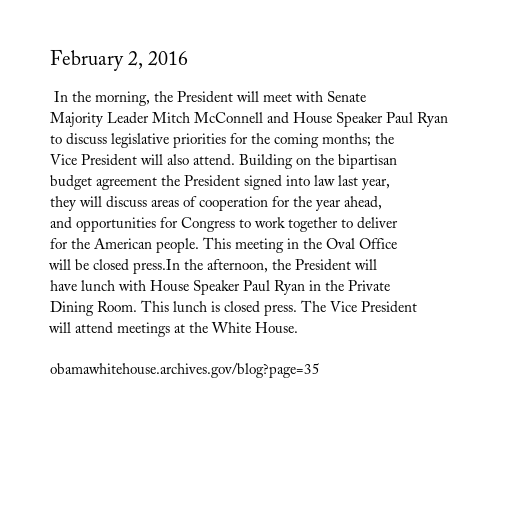 February 2, 2016
In the morning, the President will meet with Senate
Majority Leader Mitch McConnell and House Speaker Paul Ryan
to discuss legislative priorities for the coming months; the
Vice President will also attend. Building on the bipartisan
budget agreement the President signed into law last year,
they will discuss areas of cooperation for the year ahead,
and opportunities for Congress to work together to deliver
for the American people. This meeting in the Oval Office
will be closed press.In the afternoon, the President will
have lunch with House Speaker Paul Ryan in the Private
Dining Room. This lunch is closed press. The Vice President
will attend meetings at the White House.
obamawhitehouse.archives.gov/blog?page=35